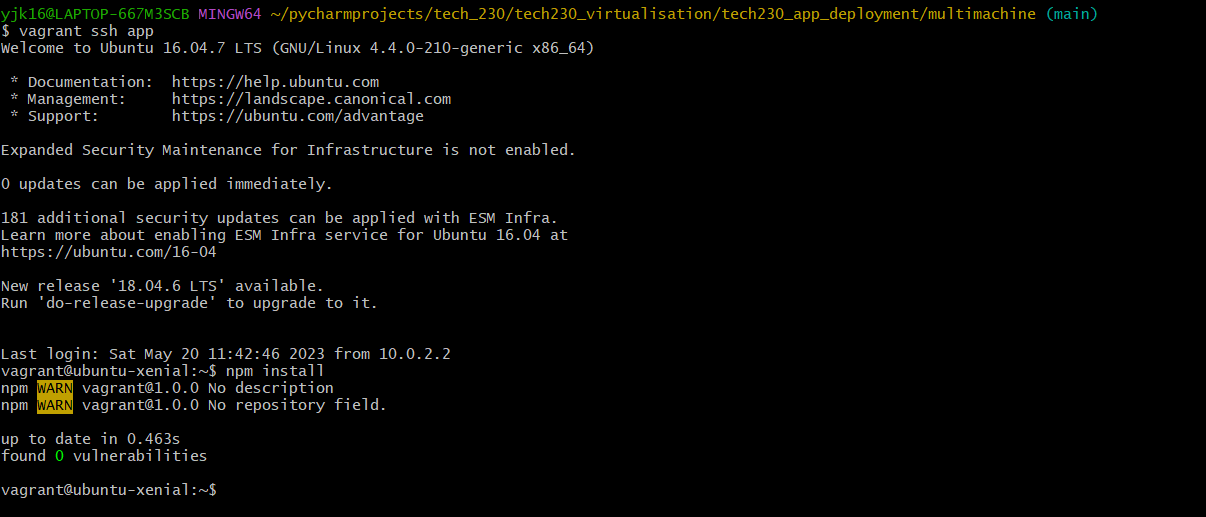 yjk16@LAPTOP-667M3SCB MINGW64 ~/pycharmprojects/tech_230/tech230_virtualisation/tech230_app_deployment/multimachine (main)
$ vagrant ssh app
Welcome to Ubuntu 16.04.7 LTS (GNU/Linux 4.4.0-210-generic x86_64)
* Documentation:  https://help.ubuntu.com
* Management:     https://landscape.canonical.com
* Support:        https://ubuntu.com/advantage
Expanded Security Maintenance for Infrastructure is not enabled.
0 updates can be applied immediately.
181 additional security updates can be applied with ESM Infra.
Learn more about enabling ESM Infra service for Ubuntu 16.04 at
https://ubuntu.com/16-04
New release '18.04.6 LTS' available.
Run 'do-release-upgrade' to upgrade to it.
Last login: Sat May 20 11:42:46 2023 from 10.0.2.2
vagrant@ubuntu-xenial:~$ npm install
npm WARN vagrant@1.0.0 No description
npm WARN vagrant@1.0.0 No repository field.
up to date in 0.463s
found 0 vulnerabilities
vagrant@ubuntu-xenial:~$